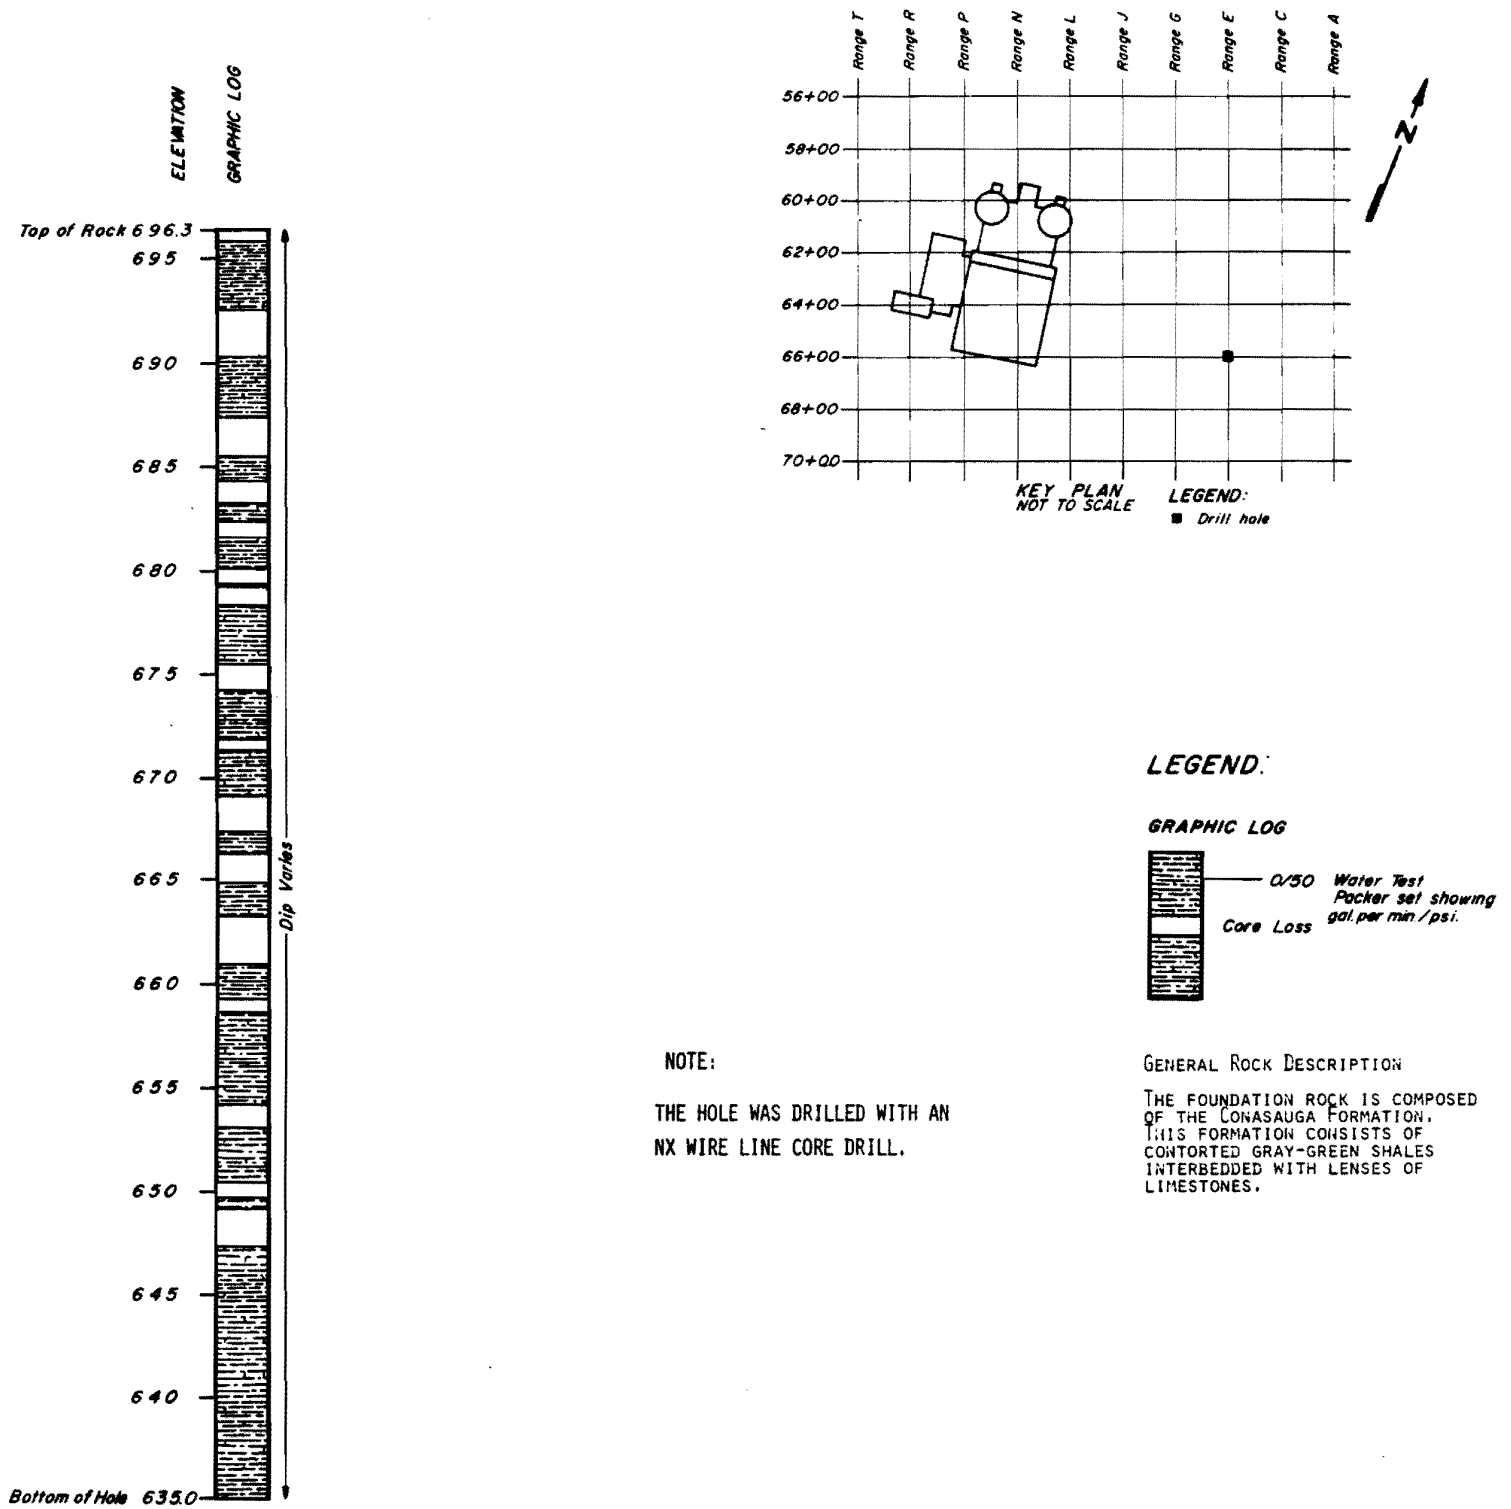 ELEVATION
GRAPHIC LOG
Top of Rock 696.3
695
690
685
680
675
670
665
660
655
650
645
640
Bottom of Hole 635.0
Dip Varies
Range T
Range R
Range P
Range N
Range L
Range J
Range G
Range E
Range C
Range A
56+00
58+00
60+00
62+00
64+00
66+00
68+00
70+00
N
KEY PLAN
NOT TO SCALE
LEGEND:
Drill hole
LEGEND:
GRAPHIC LOG
0/50 Water Test
Packer set showing
gal. per min/psi.
Core Loss
NOTE:
THE HOLE WAS DRILLED WITH AN
NX WIRE LINE CORE DRILL.
GENERAL ROCK DESCRIPTION
THE FOUNDATION ROCK IS COMPOSED
OF THE CONASAUGA FORMATION.
THIS FORMATION CONSISTS OF
CONTORTED GRAY-GREEN SHALES
INTERBEDDED WITH LENSES OF
LIMESTONES.